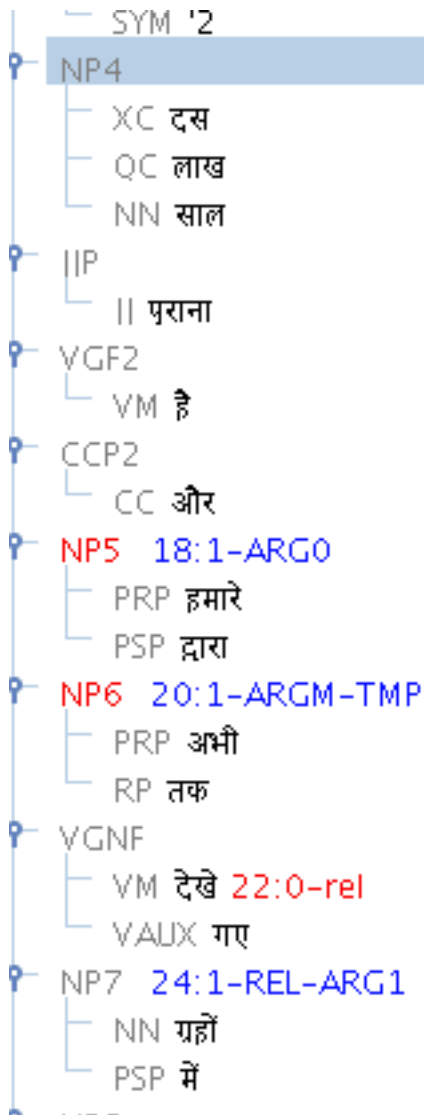 SYM '2
NP4
XC दस
QC लाख
NN साल
JJP
JJ पुराना
VGF2
VM है
CCP2
CC और
NP5 18:1-ARG0
PRP हमारे
PSP द्वारा
NP6 20:1-ARGM-TMP
PRP अभी
RP तक
VGNF
VM देखे 22:0-rel
VAUX गए
NP7 24:1-REL-ARG1
NN ग्रहों
PSP में